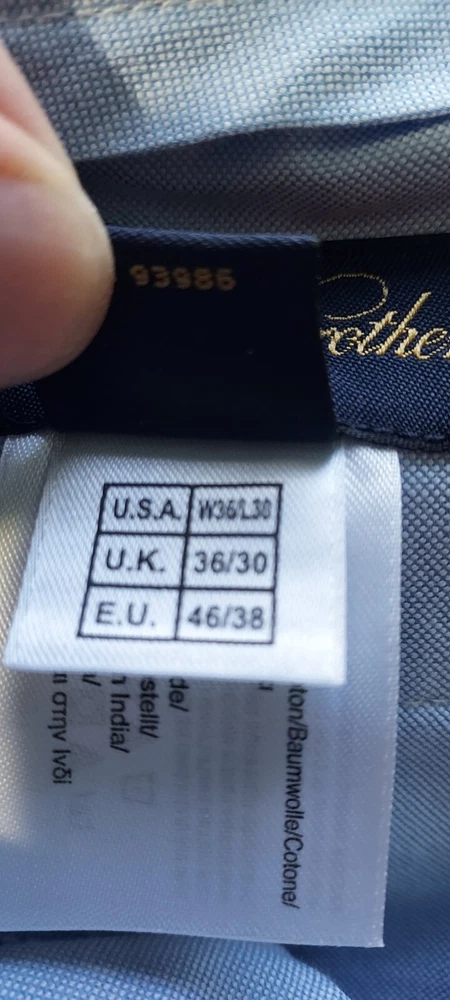 93986
rother
U.S.A. W36/L30
U.K. 36/30
E.U. 46/38
ton/Baumwolle/Cotone/
de/
stellt/
n India/
ι στην Ινδί